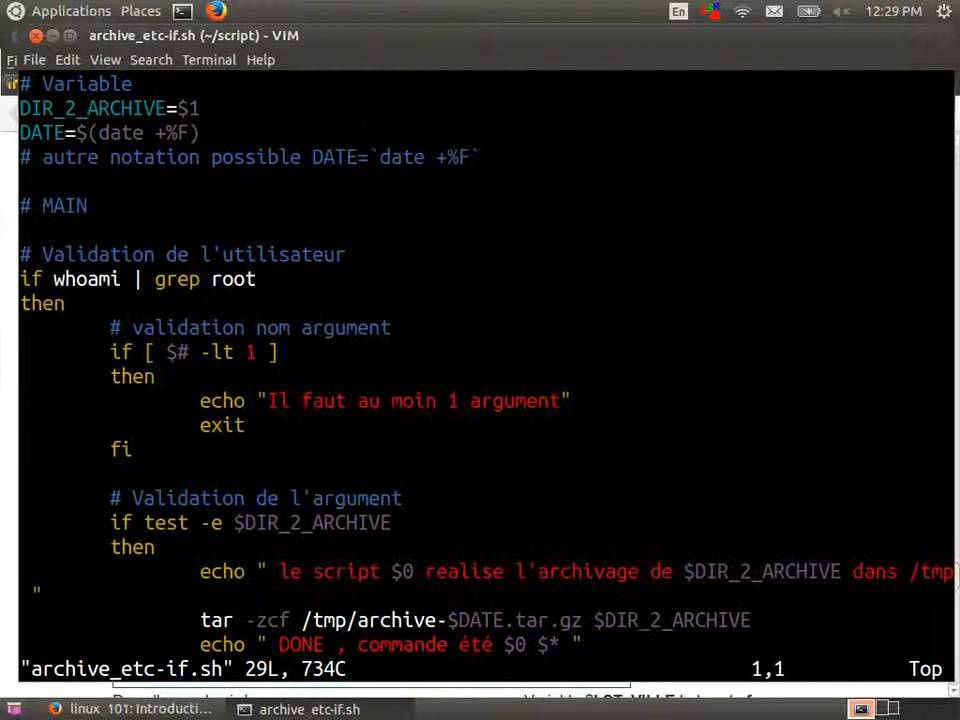 Applications Places En 12:29 PM
archive_etc-if.sh (~/script) - VIM
Fi File Edit View Search Terminal Help
# Variable
DIR_2_ARCHIVE=$1
DATE=$(date +%F)
# autre notation possible DATE=`date +%F`
# MAIN
# Validation de l'utilisateur
if whoami | grep root
then
# validation nom argument
if [ $# -lt 1 ]
then
echo "Il faut au moin 1 argument"
exit
fi
# Validation de l'argument
if test -e $DIR_2_ARCHIVE
then
echo " le script $0 realise l'archivage de $DIR_2_ARCHIVE dans /tmp
"
tar -zcf /tmp/archive-$DATE.tar.gz $DIR_2_ARCHIVE
echo " DONE , commande été $0 $* "
"archive_etc-if.sh" 29L, 734C 1,1 Top
linux_101: Introducti... archive_etc-if.sh